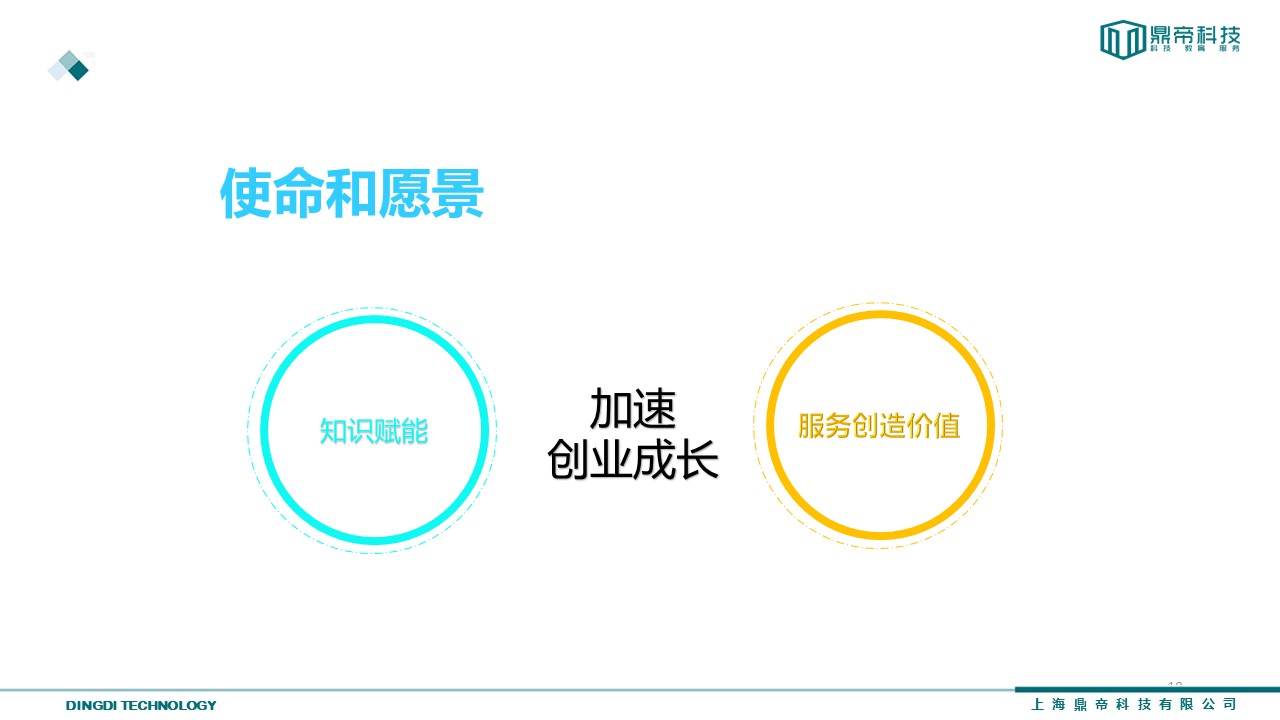 鼎帝科技
科技 教育 服务
使命和愿景
知识赋能
加速
创业成长
服务创造价值
DINGDI TECHNOLOGY
上海鼎帝科技有限公司